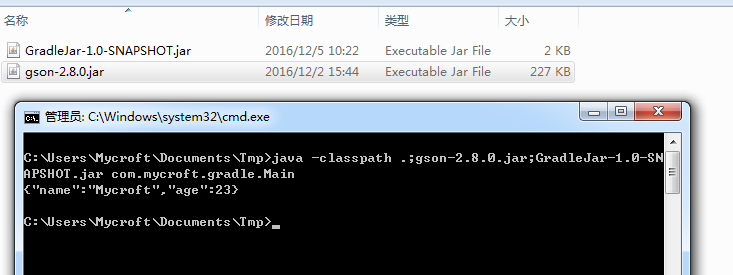 名称 修改日期 类型 大小
GradleJar-1.0-SNAPSHOT.jar 2016/12/5 10:22 Executable Jar File 2 KB
gson-2.8.0.jar 2016/12/2 15:44 Executable Jar File 227 KB
管理员: C:\Windows\system32\cmd.exe
C:\Users\Mycroft\Documents\Tmp>java -classpath .;gson-2.8.0.jar;GradleJar-1.0-SN
APSHOT.jar com.mycroft.gradle.Main
{"name":"Mycroft","age":23}
C:\Users\Mycroft\Documents\Tmp>